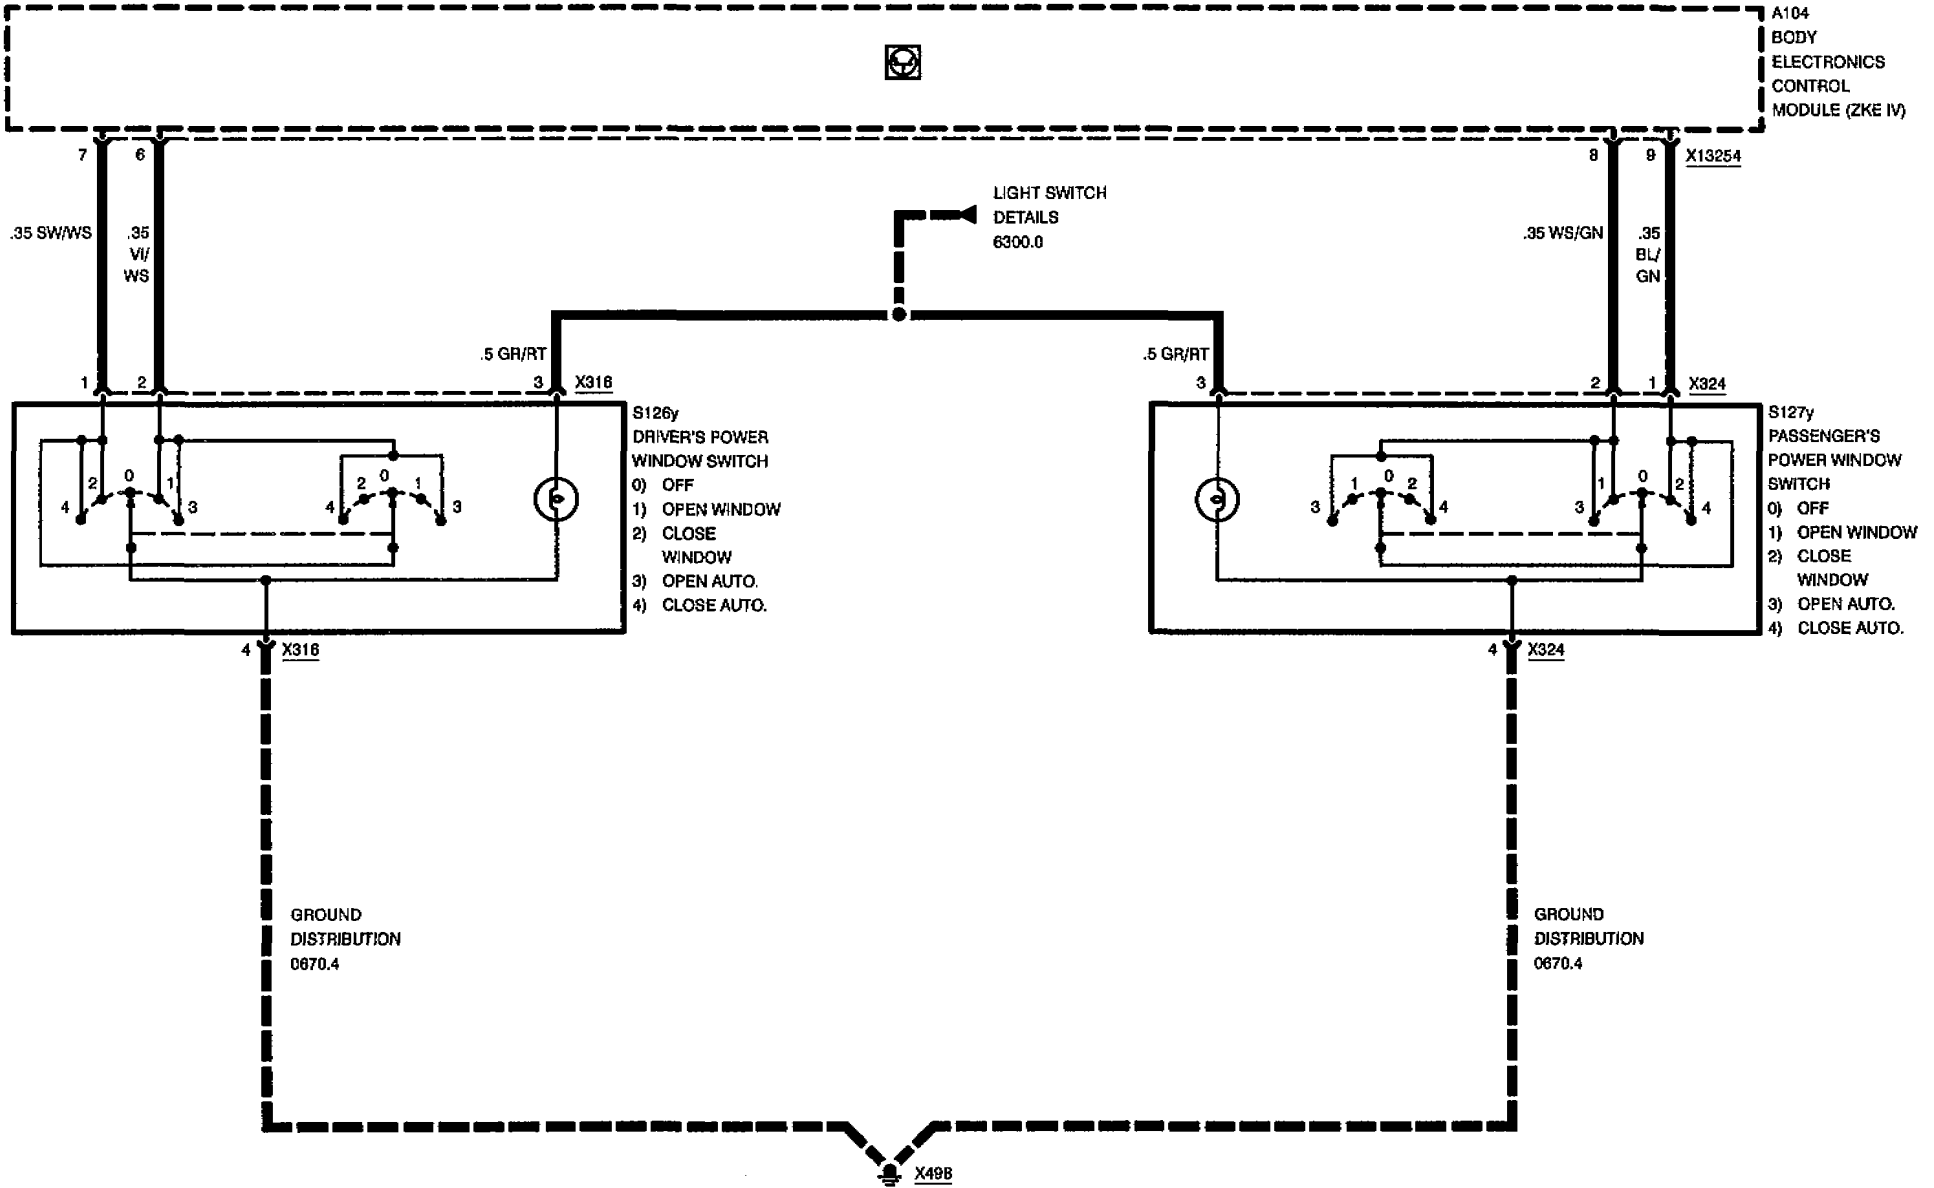 A104
BODY
ELECTRONICS
CONTROL
MODULE (ZKE IV)
7
6
8
9
X13254
.35 SW/WS
.35
VI/
WS
LIGHT SWITCH
DETAILS
6300.0
.35 WS/GN
.35
BL/
GN
.5 GR/RT
.5 GR/RT
1
2
3
X316
3
2
1
X324
S126y
DRIVER'S POWER
WINDOW SWITCH
0) OFF
1) OPEN WINDOW
2) CLOSE
WINDOW
3) OPEN AUTO.
4) CLOSE AUTO.
4
2
0
1
3
4
2
0
1
3
S127y
PASSENGER'S
POWER WINDOW
SWITCH
0) OFF
1) OPEN WINDOW
2) CLOSE
WINDOW
3) OPEN AUTO.
4) CLOSE AUTO.
3
1
0
2
4
3
1
0
2
4
4
X316
4
X324
GROUND
DISTRIBUTION
0670.4
GROUND
DISTRIBUTION
0670.4
X498